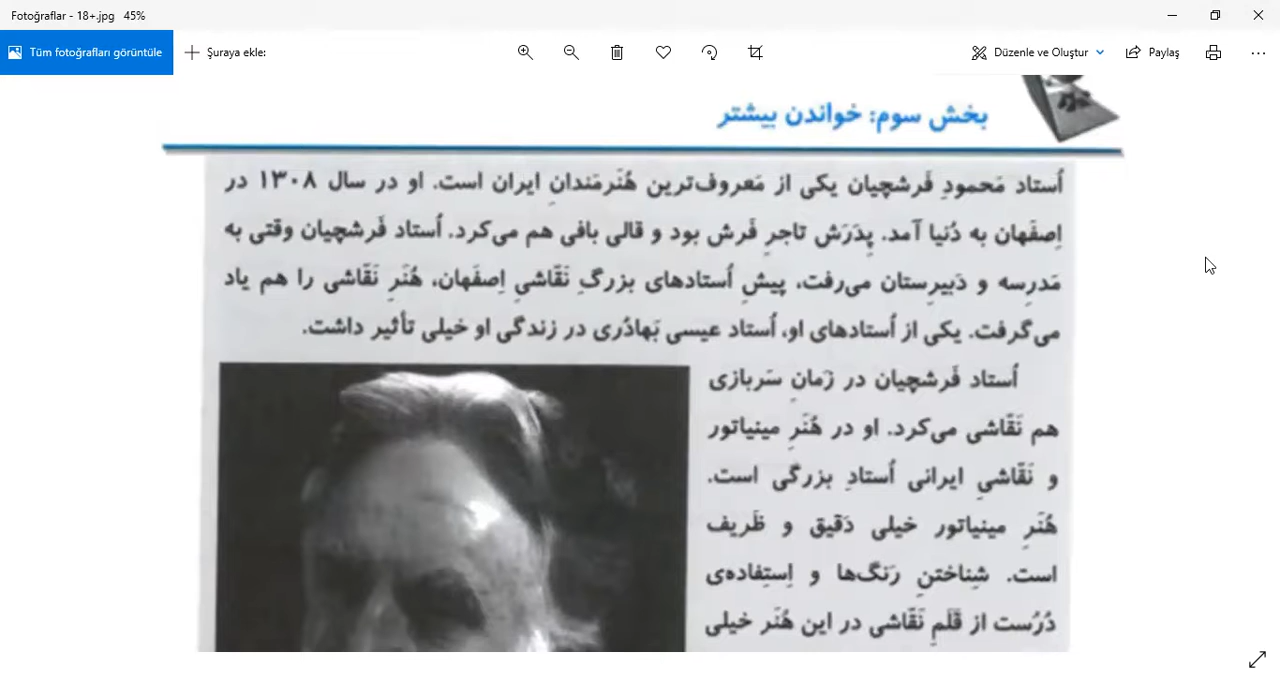 Fotoğraflar - 18+.jpg 45%
Tüm fotoğrafları görüntüle
Şuraya ekle:
Düzenle ve Oluştur
Paylaş
بخش سوم: خواندن بیشتر
اُستاد مَحمودِ فَرشچیان یکی از مَعروف‌ترین هُنَرمَندانِ ایران است. او در سال ۱۳۰۸ در
اِصفَهان به دُنیا آمد. پِدَرَش تاجرِ فَرش بود و قالی بافی هم می‌کرد. اُستاد فَرشچیان وقتی به
مَدرِسه و دَبیرِستان می‌رفت، پیشِ اُستادهای بزرگِ نَقّاشیِ اِصفَهان، هُنَرِ نَقّاشی را هم یاد
می‌گرفت. یکی از اُستادهای او، اُستاد عیسی بَهادُری در زندگی او خیلی تأثیر داشت.
اُستاد فَرشچیان در زَمانِ سَربازی
هم نَقّاشی می‌کرد. او در هُنَرِ مینیاتور
و نَقّاشیِ ایرانی اُستادِ بزرگی است.
هُنَرِ مینیاتور خیلی دَقیق و ظَریف
است. شِناختنِ رَنگ‌ها و اِستِفاده‌ی
دُرُست از قَلَمِ نَقّاشی در این هُنَر خیلی